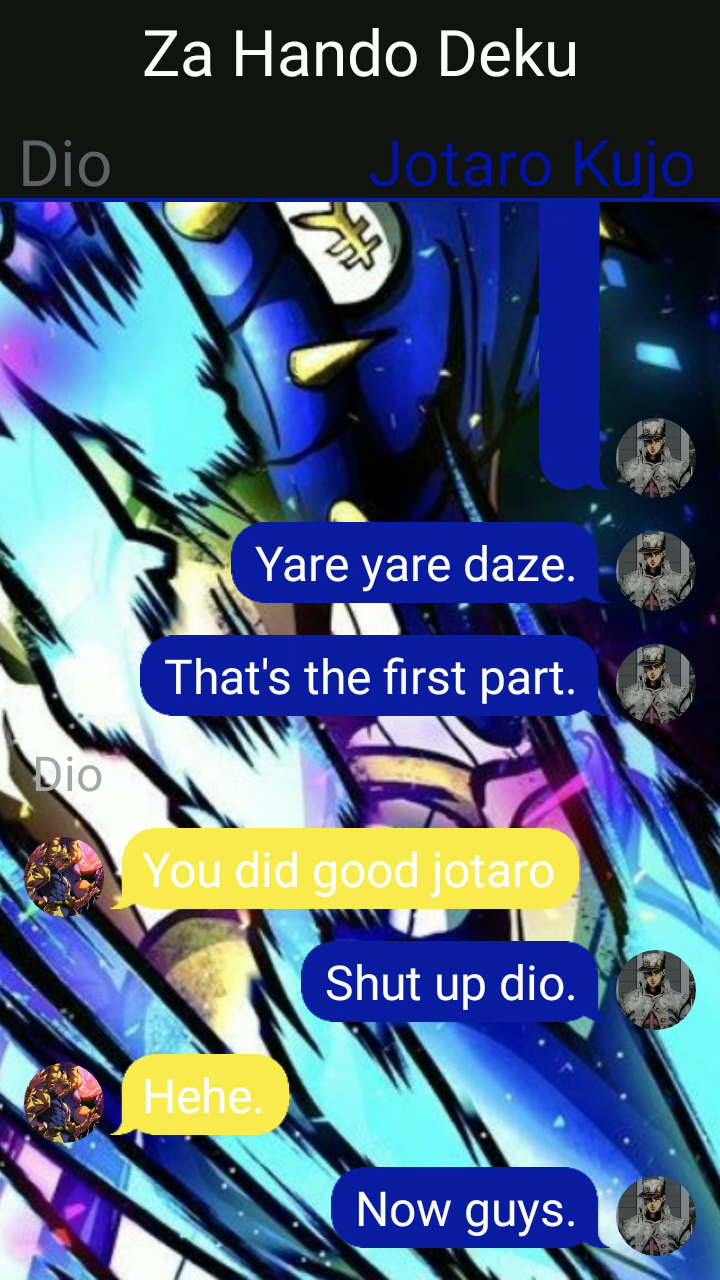 Za Hando Deku
Dio
Jotaro Kujo
Yare yare daze.
That's the first part.
Dio
You did good jotaro
Shut up dio.
Hehe.
Now guys.